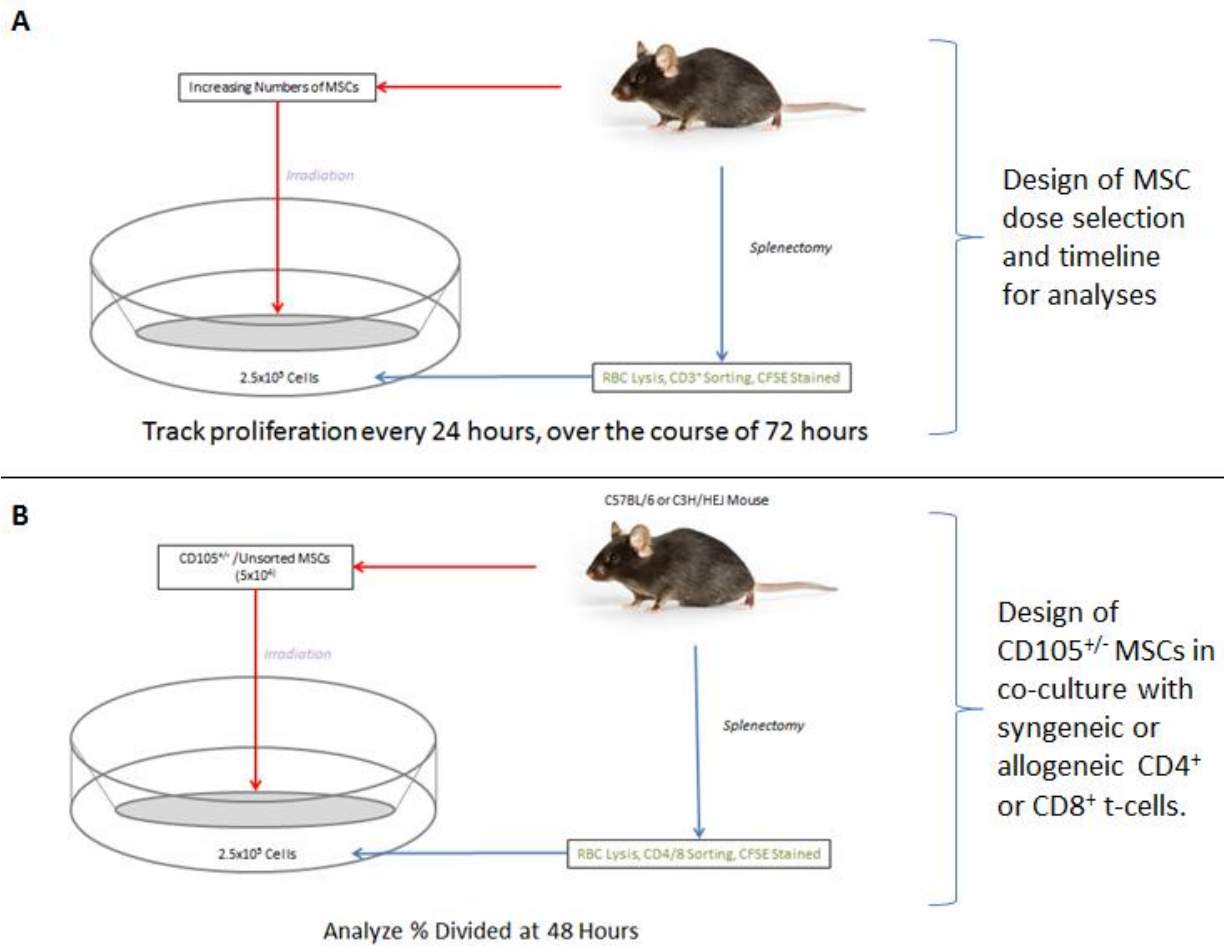 A
Increasing Numbers of MSCs
Irradiation
Splenectomy
2.5x10⁵ Cells
RBC Lysis, CD3⁺ Sorting, CFSE Stained
Track proliferation every 24 hours, over the course of 72 hours
Design of MSC
dose selection
and timeline
for analyses
B
C57BL/6 or C3H/HEJ Mouse
CD105⁺/⁻ /Unsorted MSCs
(5x10⁴)
Irradiation
Splenectomy
2.5x10⁵ Cells
RBC Lysis, CD4/8 Sorting, CFSE Stained
Analyze % Divided at 48 Hours
Design of
CD105⁺/⁻ MSCs in
co-culture with
syngeneic or
allogeneic CD4⁺
or CD8⁺ t-cells.